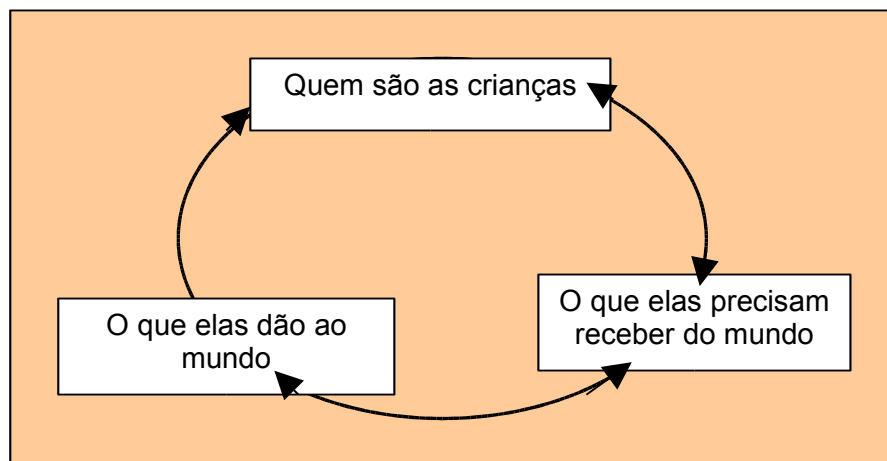 Quem são as crianças
O que elas dão ao
mundo
O que elas precisam
receber do mundo